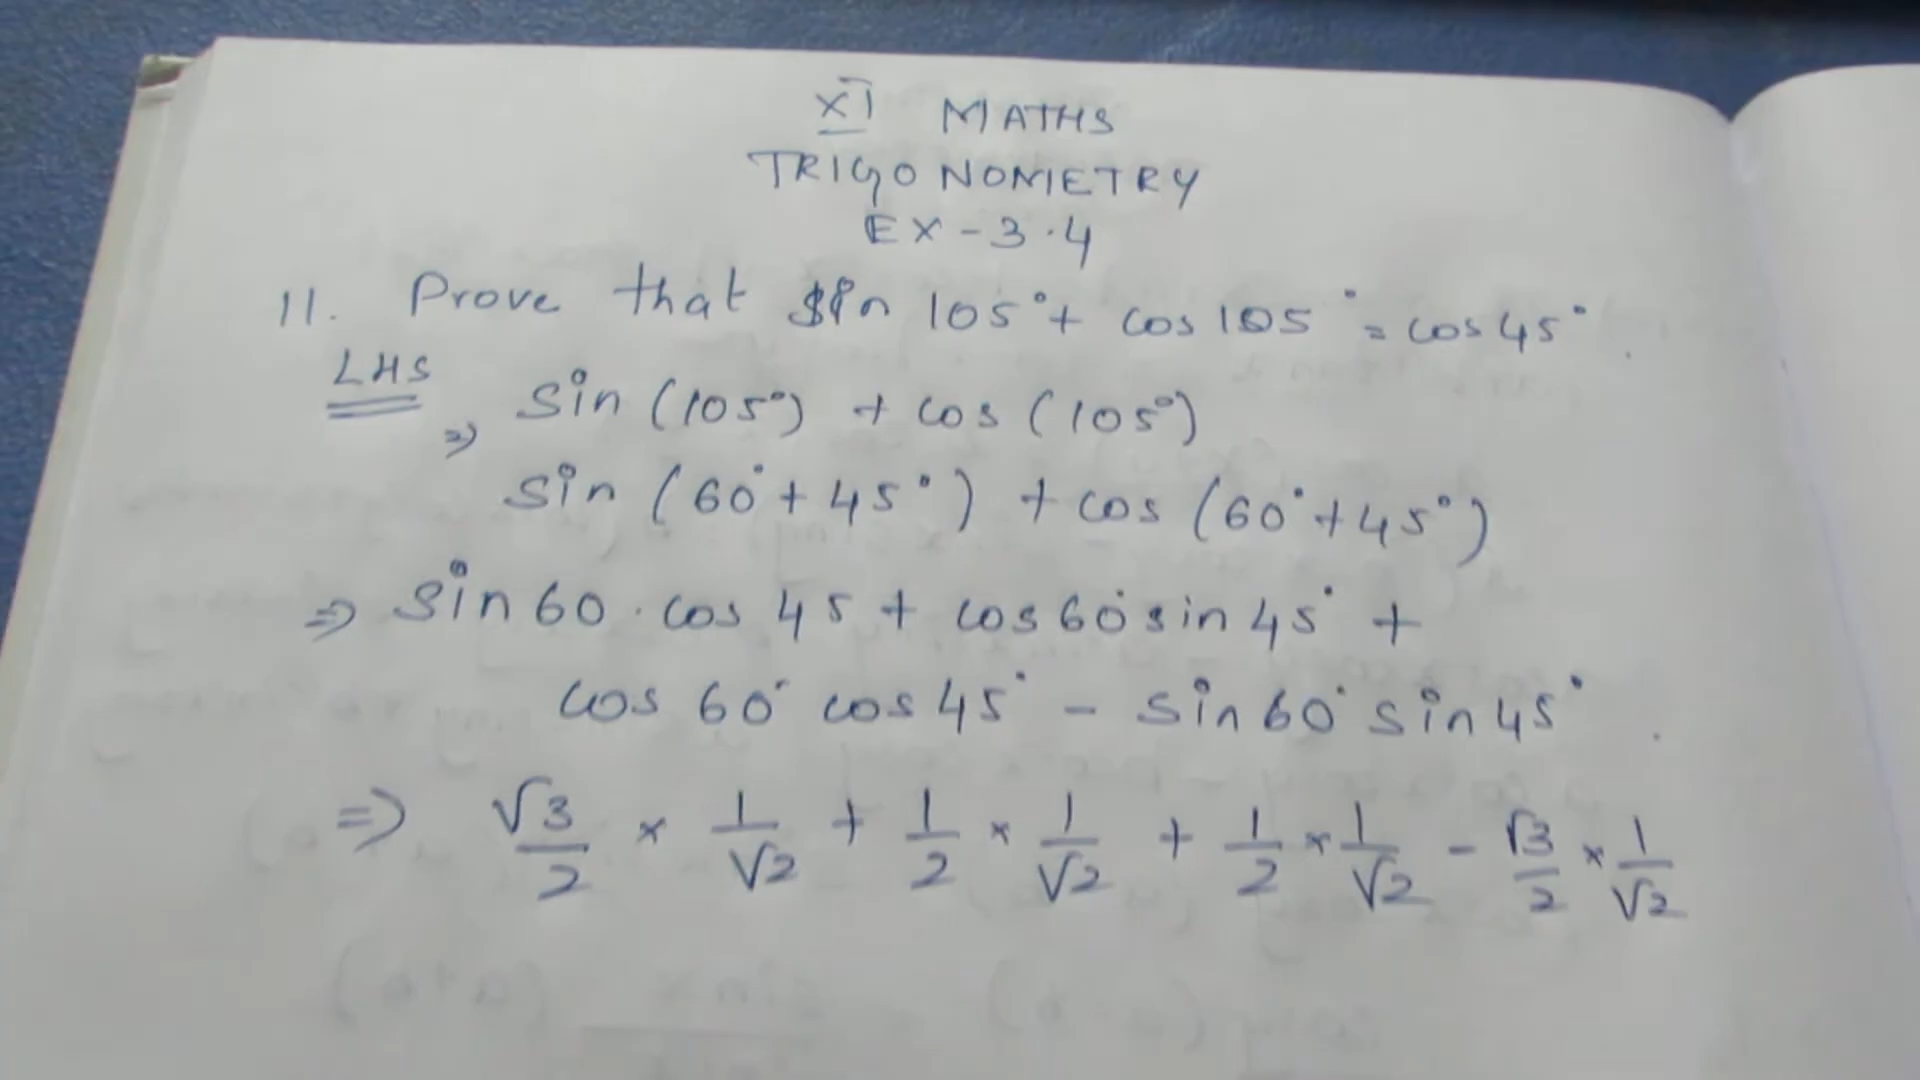 XI MATHS
TRIGONOMETRY
EX-3.4
11. Prove that sin 105° + cos 105° = cos 45°.
LHS
⇒ sin (105°) + cos (105°)
sin (60° + 45°) + cos (60° + 45°)
⇒ sin 60 . cos 45 + cos 60° sin 45° +
cos 60° cos 45° - sin 60° sin 45°.
⇒ √3/2 × 1/√2 + 1/2 × 1/√2 + 1/2 × 1/√2 - √3/2 × 1/√2